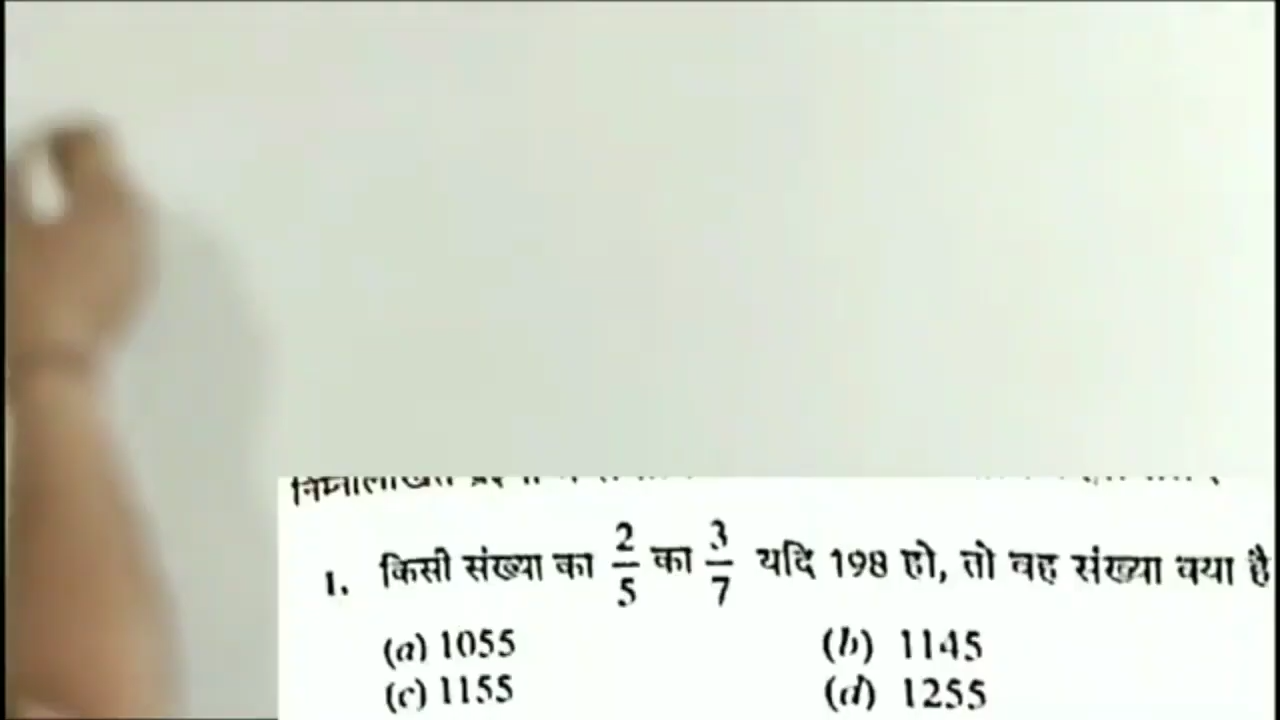 1. किसी संख्या का 2/5 का 3/7 यदि 198 हो, तो वह संख्या क्या है
(a) 1055 (b) 1145
(c) 1155 (d) 1255